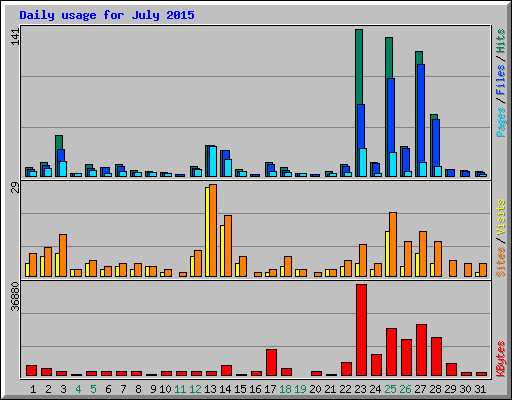 Daily usage for July 2015
141
Pages / Files / Hits
29
Sites / Visits
36880
KBytes
1 2 3 4 5 6 7 8 9 10 11 12 13 14 15 16 17 18 19 20 21 22 23 24 25 26 27 28 29 30 31